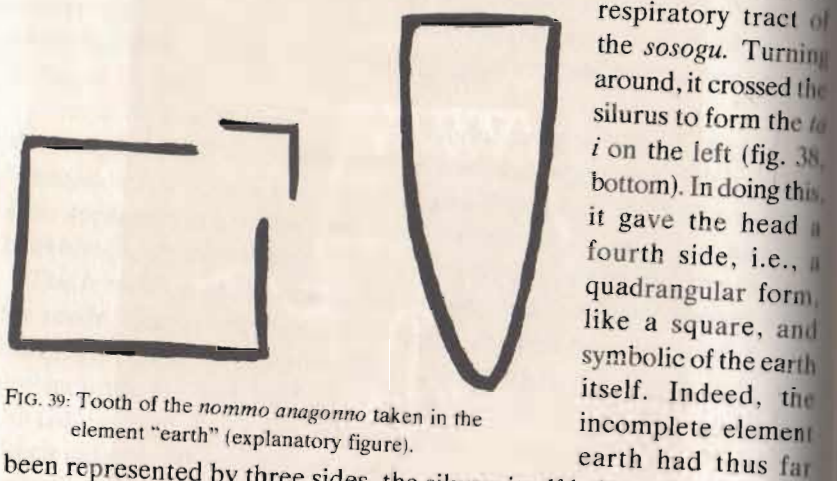 respiratory tract of
the sosogu. Turning
around, it crossed the
silurus to form the to
i on the left (fig. 38,
bottom). In doing this,
it gave the head a
fourth side, i.e., a
quadrangular form,
like a square, and
symbolic of the earth
itself. Indeed, the
incomplete element
earth had thus far
FIG. 39: Tooth of the nommo anagonno taken in the
element “earth” (explanatory figure).
been represented by three sides, the silurus itself